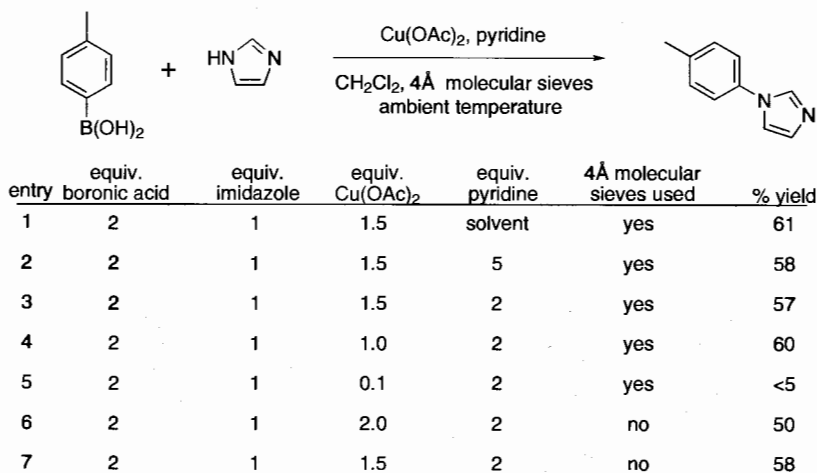 Cu(OAc)2, pyridine
+
HN N
CH2Cl2, 4Å molecular sieves
ambient temperature
N
N
B(OH)2
entry equiv. boronic acid equiv. imidazole equiv. Cu(OAc)2 equiv. pyridine 4Å molecular sieves used % yield
1 2 1 1.5 solvent yes 61
2 2 1 1.5 5 yes 58
3 2 1 1.5 2 yes 57
4 2 1 1.0 2 yes 60
5 2 1 0.1 2 yes <5
6 2 1 2.0 2 no 50
7 2 1 1.5 2 no 58